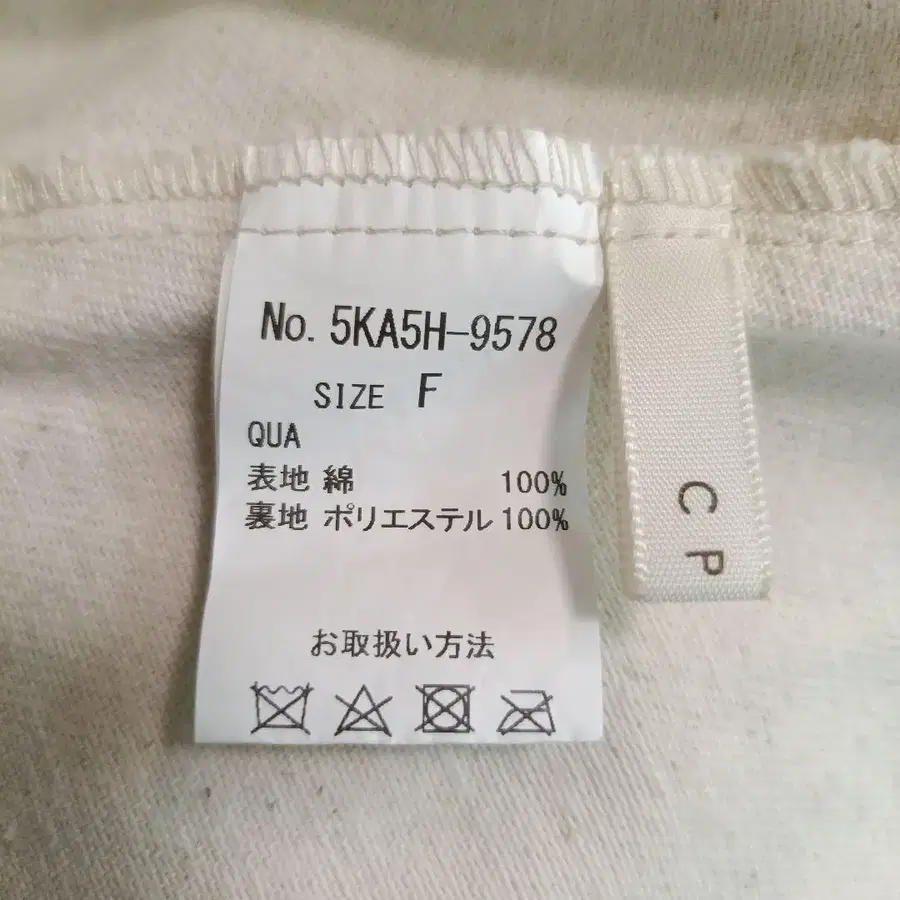 No. 5KA5H-9578
SIZE F
QUA
表地 綿 100%
裏地 ポリエステル 100%
お取扱い方法
C P